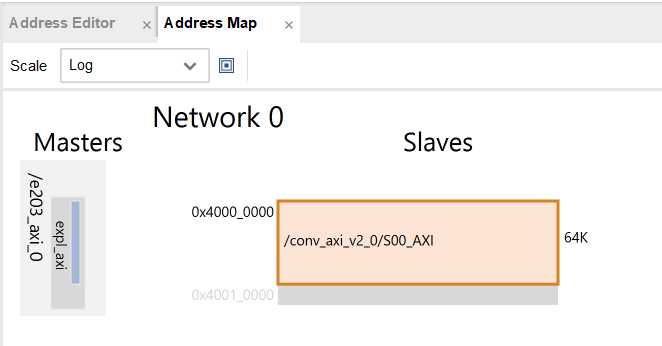 Address Editor × Address Map ×
Scale Log
Network 0
Masters Slaves
/e203_axi_0
expl_axi
0x4000_0000
/conv_axi_v2_0/S00_AXI 64K
0x4001_0000